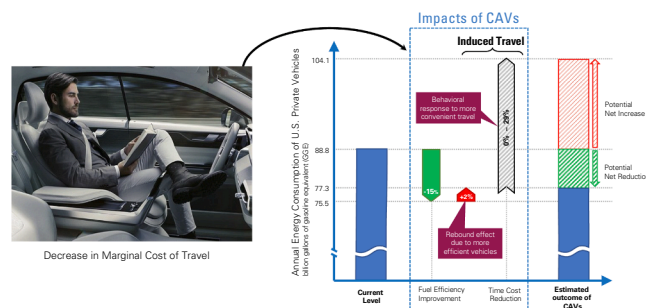 Impacts of CAVs
Induced Travel
Annual Energy Consumption of U.S. Private Vehicles
billion gallons of gasoline equivalent (GGE)
104.1
88.8
77.3
75.5
Behavioral
response to more
convenient travel
0% – 29%
-15%
+2%
Rebound effect
due to more
efficient vehicles
Potential
Net Increase
Potential
Net Reductio
Decrease in Marginal Cost of Travel
Current
Level
Fuel Efficiency
Improvement
Time Cost
Reduction
Estimated
outcome of
CAVs